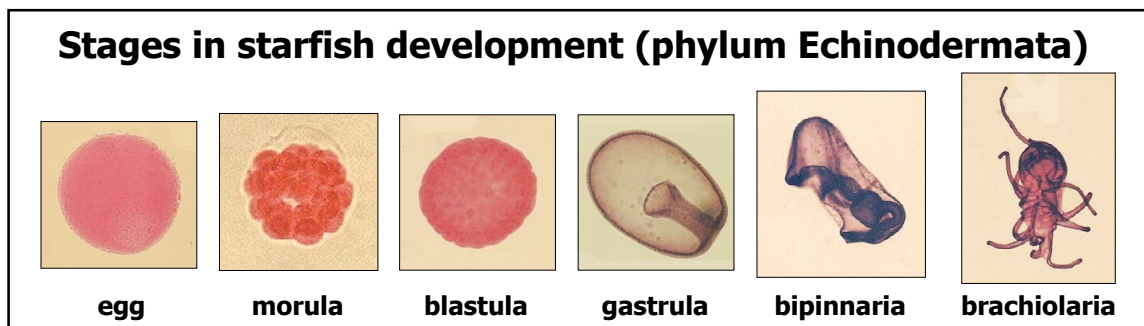 Stages in starfish development (phylum Echinodermata)
egg morula blastula gastrula bipinnaria brachiolaria